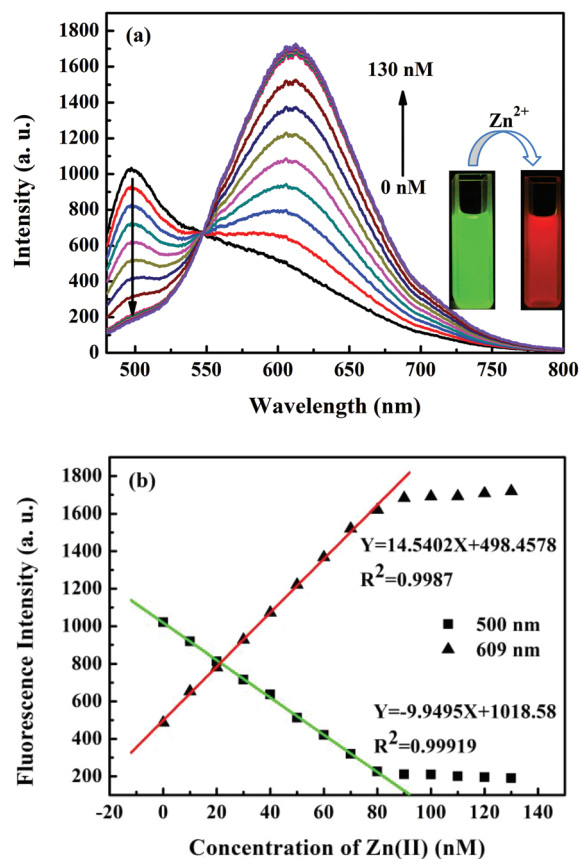 (a)
1800
1600
1400
1200
1000
800
600
400
200
0
Intensity (a. u.)
130 nM
0 nM
Zn2+
500 550 600 650 700 750 800
Wavelength (nm)
(b)
1800
1600
1400
1200
1000
800
600
400
200
Fluorescence Intensity (a. u.)
Y=14.5402X+498.4578
R2=0.9987
500 nm
609 nm
Y=-9.9495X+1018.58
R2=0.99919
-20 0 20 40 60 80 100 120 140
Concentration of Zn(II) (nM)